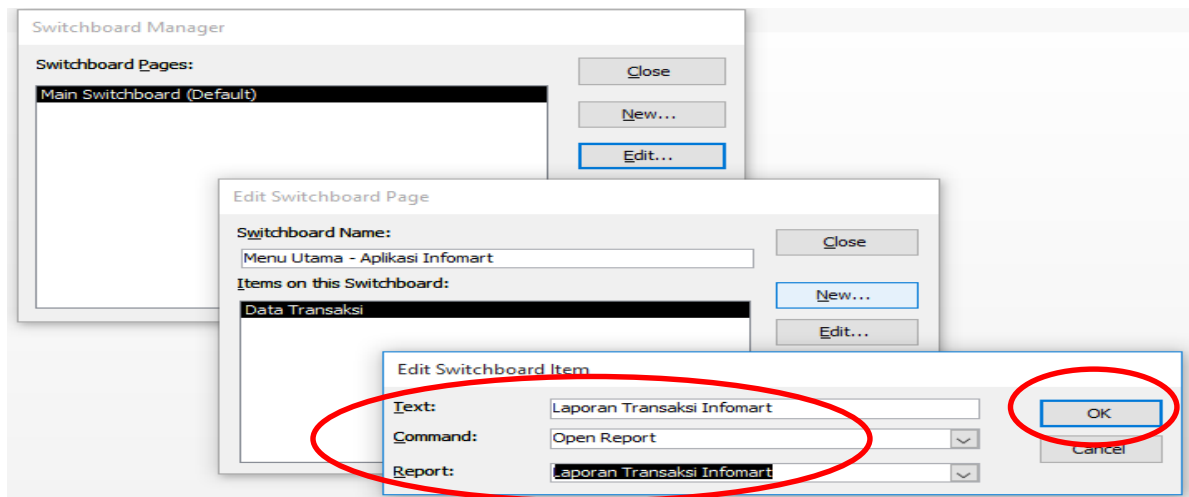 Switchboard Manager
Switchboard Pages:
Close
Main Switchboard (Default)
New...
Edit...
Edit Switchboard Page
Switchboard Name:
Close
Menu Utama - Aplikasi Infomart
Items on this Switchboard:
New...
Data Transaksi
Edit...
Edit Switchboard Item
Text:
Laporan Transaksi Infomart
OK
Command:
Open Report
Cancel
Report:
Laporan Transaksi Infomart